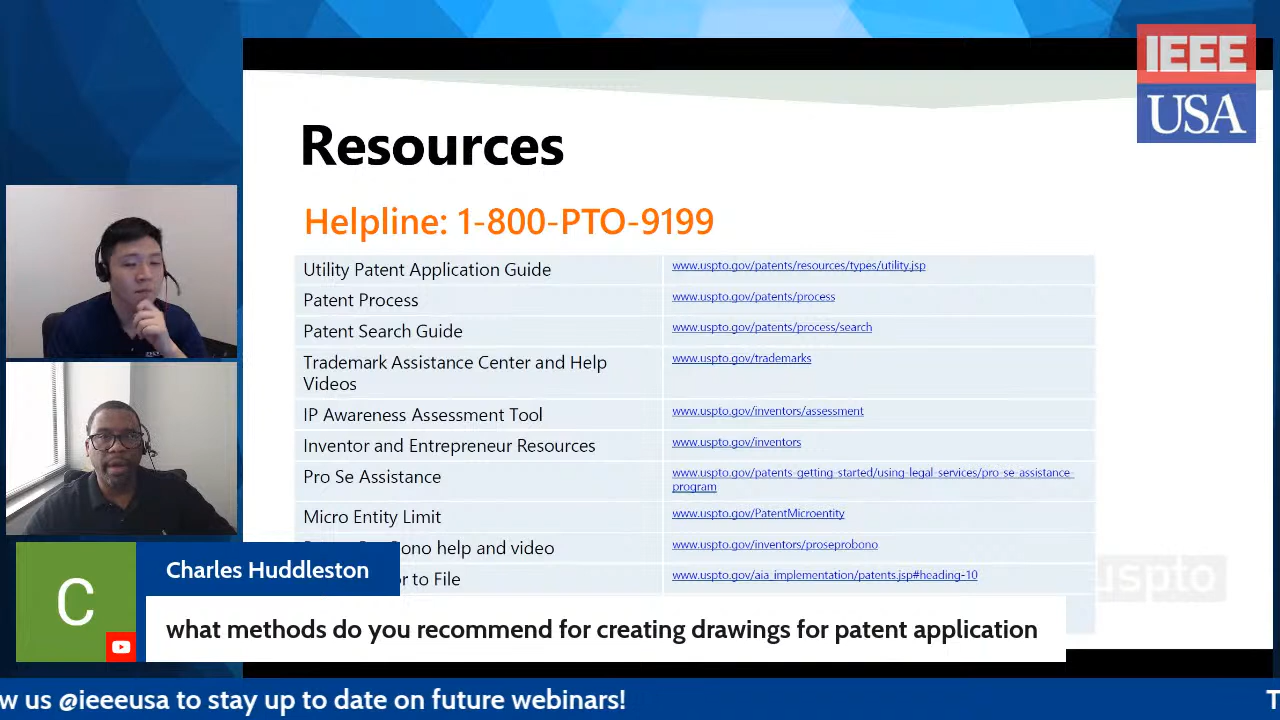 IEEE
USA
Resources
Helpline: 1-800-PTO-9199
Utility Patent Application Guide
www.uspto.gov/patents/resources/types/utility.jsp
Patent Process
www.uspto.gov/patents/process
Patent Search Guide
www.uspto.gov/patents/process/search
Trademark Assistance Center and Help
Videos
www.uspto.gov/trademarks
IP Awareness Assessment Tool
www.uspto.gov/inventors/assessment
Inventor and Entrepreneur Resources
www.uspto.gov/inventors
Pro Se Assistance
www.uspto.gov/patents-getting-started/using-legal-services/pro-se-assistance-
program
Micro Entity Limit
www.uspto.gov/PatentMicroentity
ono help and video
www.uspto.gov/inventors/proseprobono
or to File
www.uspto.gov/aia_implementation/patents.jsp#heading-10
uspto
C
Charles Huddleston
what methods do you recommend for creating drawings for patent application
w us @ieeeusa to stay up to date on future webinars!
T